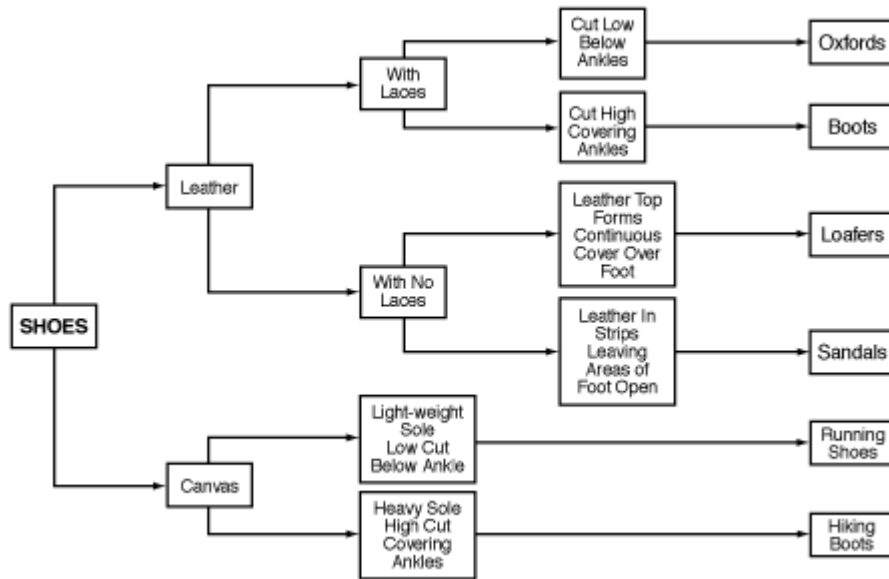 Cut Low
Below
Ankles
Oxfords
With
Laces
Cut High
Covering
Ankles
Boots
Leather
Leather Top
Forms
Continuous
Cover Over
Foot
Loafers
With No
Laces
SHOES
Leather In
Strips
Leaving
Areas of
Foot Open
Sandals
Light-weight
Sole
Low Cut
Below Ankle
Running
Shoes
Canvas
Heavy Sole
High Cut
Covering
Ankles
Hiking
Boots